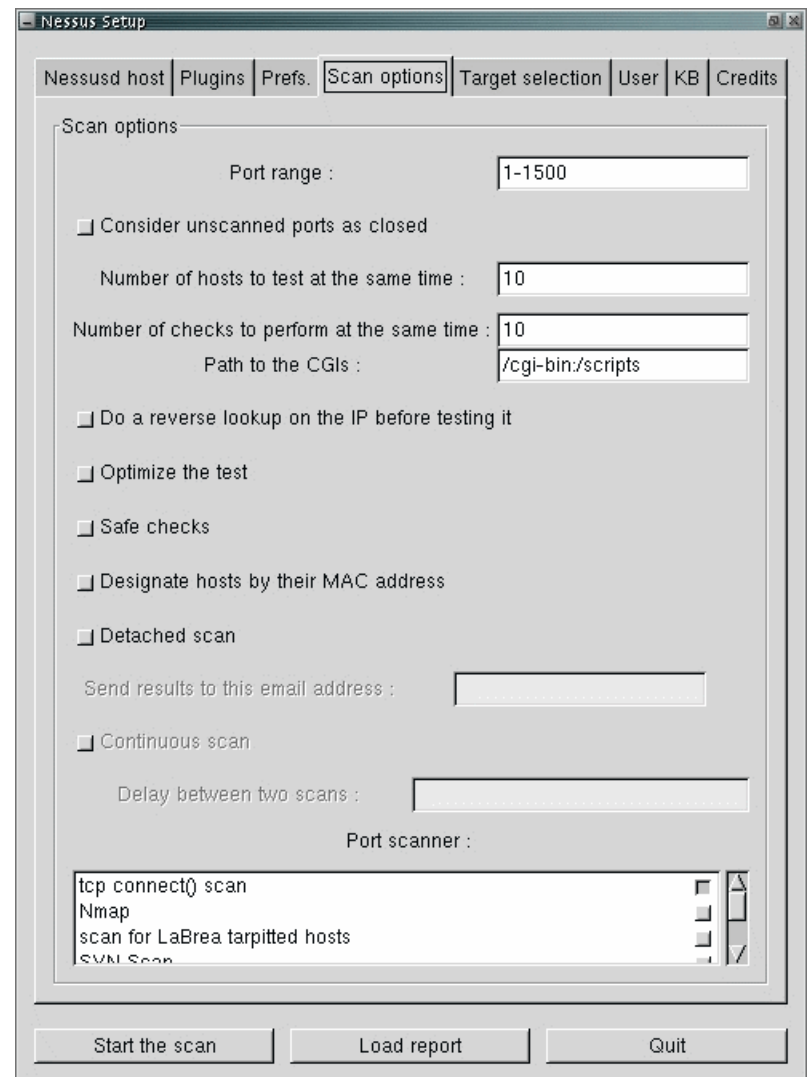 Nessus Setup
Nessusd host Plugins Prefs. Scan options Target selection User KB Credits
Scan options
Port range : 1-1500
Consider unscanned ports as closed
Number of hosts to test at the same time : 10
Number of checks to perform at the same time : 10
Path to the CGIs : /cgi-bin:/scripts
Do a reverse lookup on the IP before testing it
Optimize the test
Safe checks
Designate hosts by their MAC address
Detached scan
Send results to this email address :
Continuous scan
Delay between two scans :
Port scanner :
tcp connect() scan
Nmap
scan for LaBrea tarpitted hosts
SYN Scan
Start the scan Load report Quit